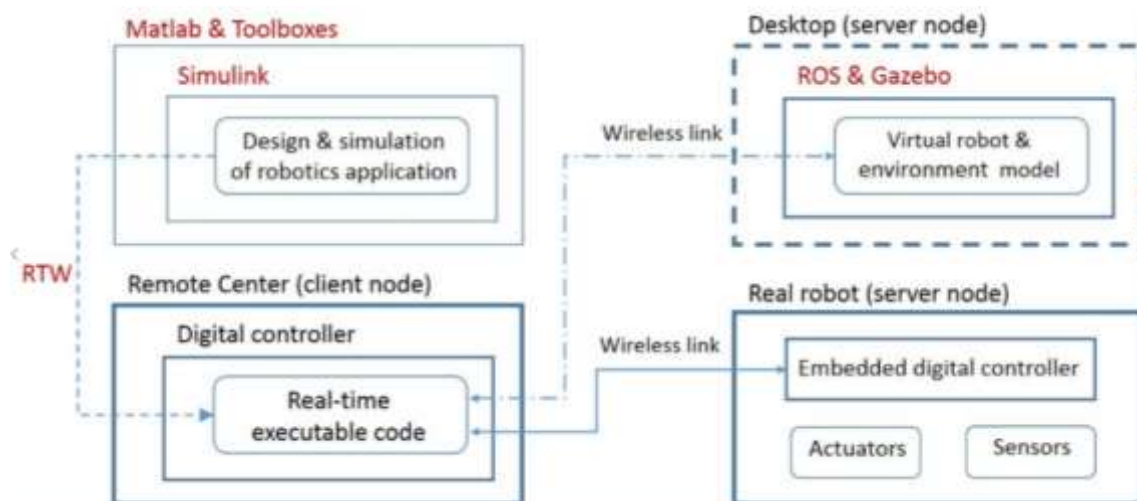 Matlab & Toolboxes
Simulink
Design & simulation
of robotics application
Desktop (server node)
ROS & Gazebo
Wireless link
Virtual robot &
environment model
RTW
Remote Center (client node)
Digital controller
Real-time
executable code
Wireless link
Real robot (server node)
Embedded digital controller
Actuators
Sensors